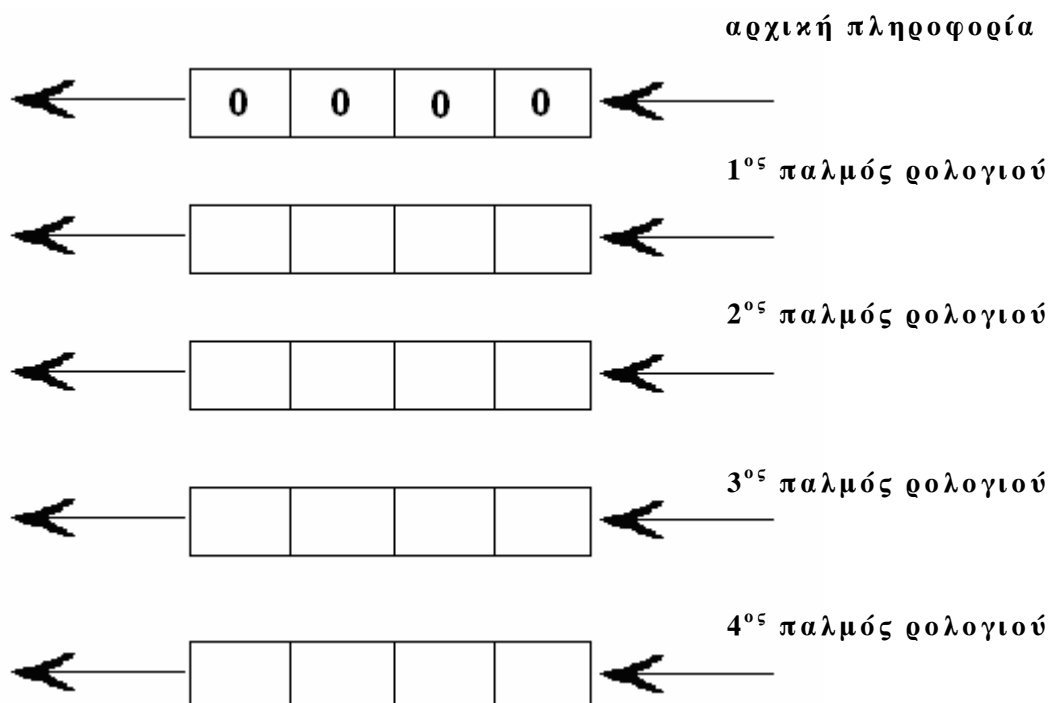 αρχική πληροφορία
0 0 0 0
1ος παλμός ρολογιού
2ος παλμός ρολογιού
3ος παλμός ρολογιού
4ος παλμός ρολογιού